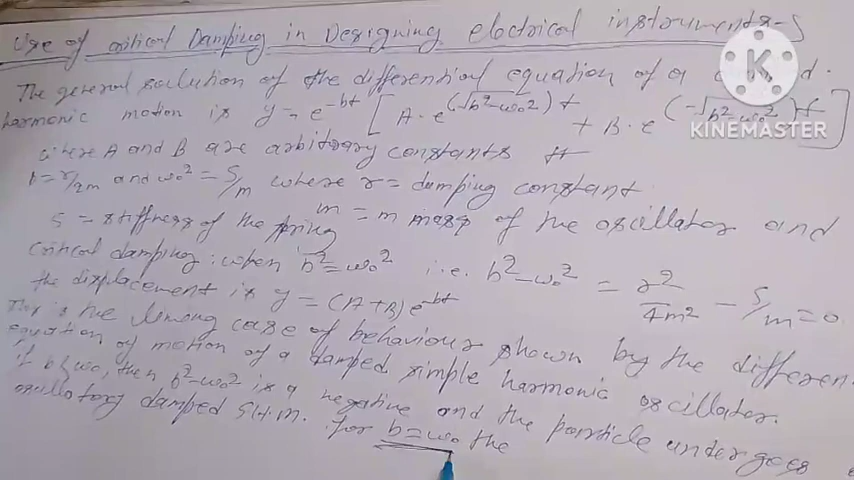 Use of critical Damping in Designing electrical instruments-s
The general solution of the differential equation of a
harmonic motion is y = e^-bt [A.e^(√b²-ω₀²)t + B.e^(-√b²-ω₀²)t]
where A and B are arbitrary constants
b = r/2m and ω₀² = S/m where r = damping constant
s = stiffness of the spring m = m mass of the oscillator and
critical damping: when b² = ω₀² i.e. b² - ω₀² = r²/4m² - S/m = 0.
the displacement is y = (A+B) e^-bt
This is the liming case of behaviour shown by the differen
equation of motion of a damped simple harmonic oscillator.
if b<ω₀, then b²-ω₀² is a negative and the particle undergoes
oscillatory damped S.H.M. For b = ω₀ the
KINEMASTER